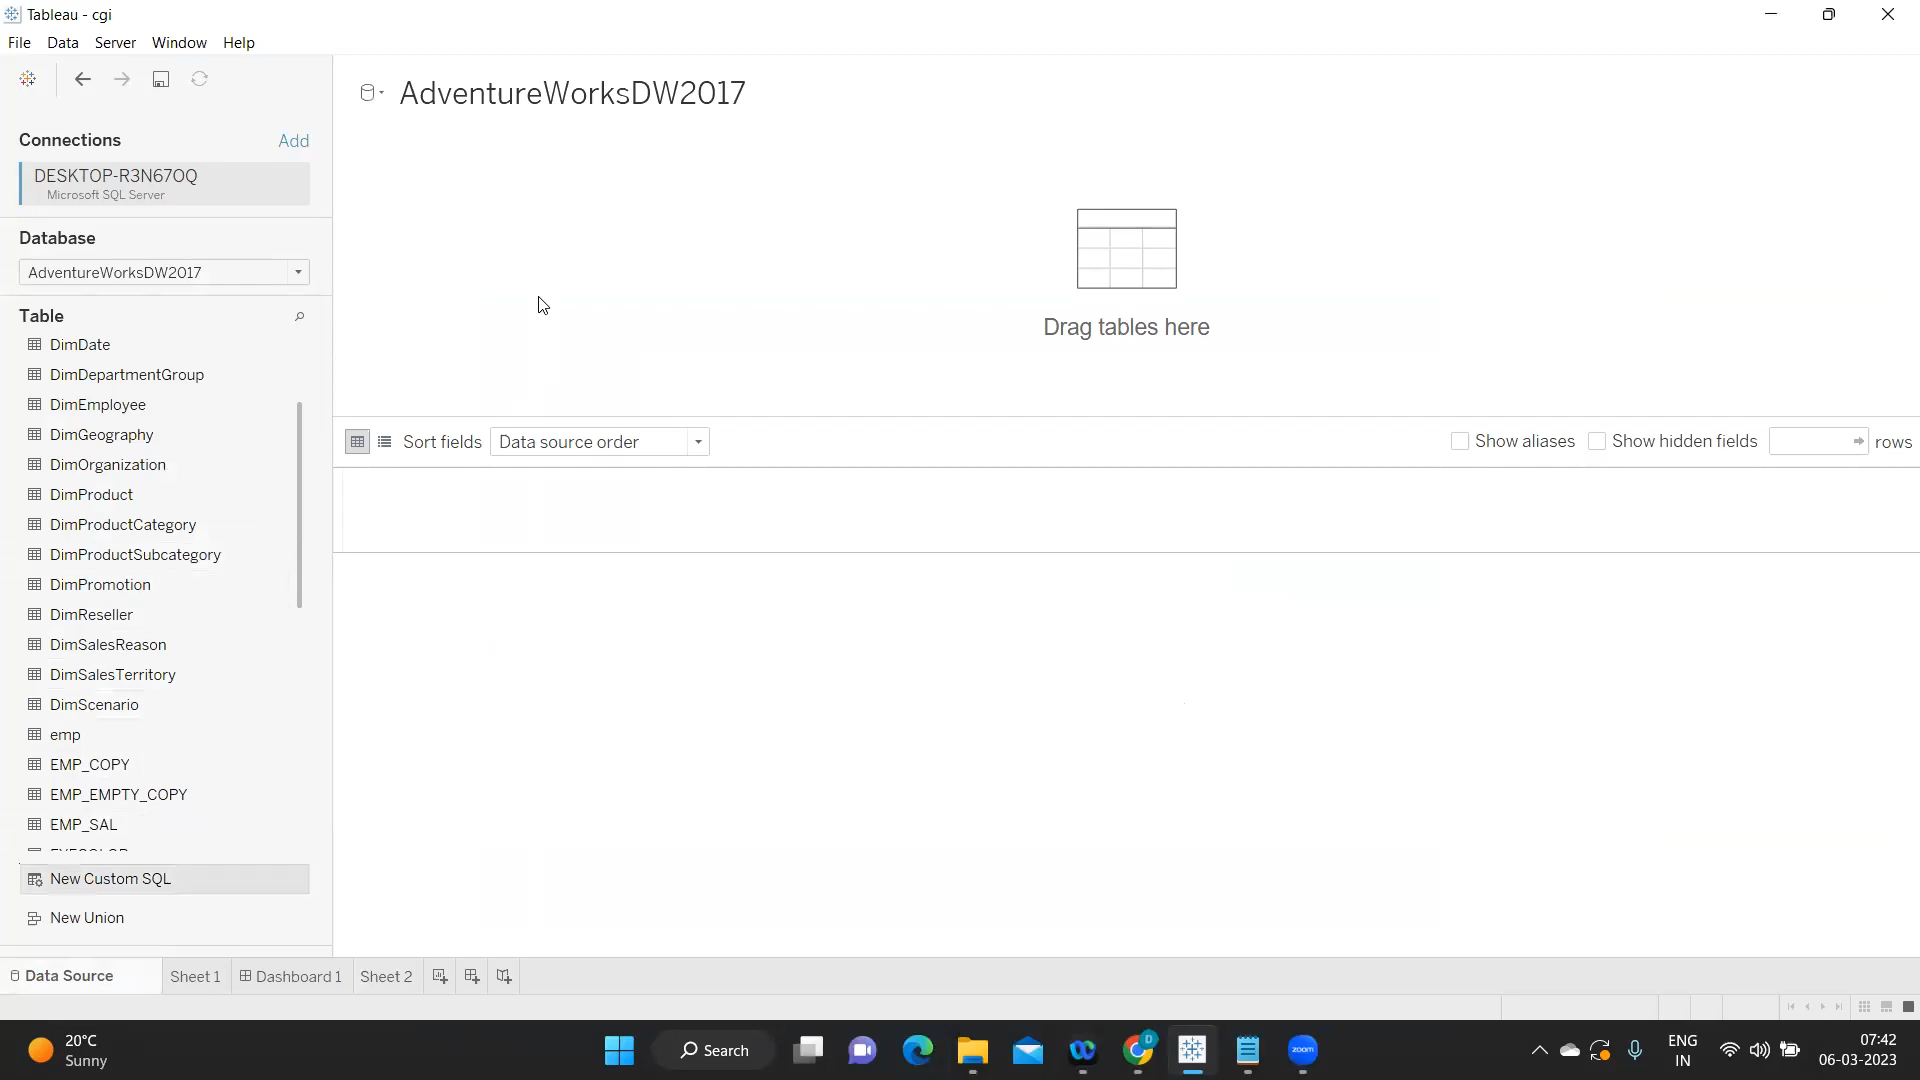 Tableau - cgi
File Data Server Window Help
Connections Add
DESKTOP-R3N67OQ
Microsoft SQL Server
Database
AdventureWorksDW2017
Table
DimDate
DimDepartmentGroup
DimEmployee
DimGeography
DimOrganization
DimProduct
DimProductCategory
DimProductSubcategory
DimPromotion
DimReseller
DimSalesReason
DimSalesTerritory
DimScenario
emp
EMP_COPY
EMP_EMPTY_COPY
EMP_SAL
New Custom SQL
New Union
AdventureWorksDW2017
Drag tables here
Sort fields Data source order Show aliases Show hidden fields rows
Data Source Sheet 1 Dashboard 1 Sheet 2
20°C
Sunny
Search
D
zoom
ENG
IN
07:42
06-03-2023